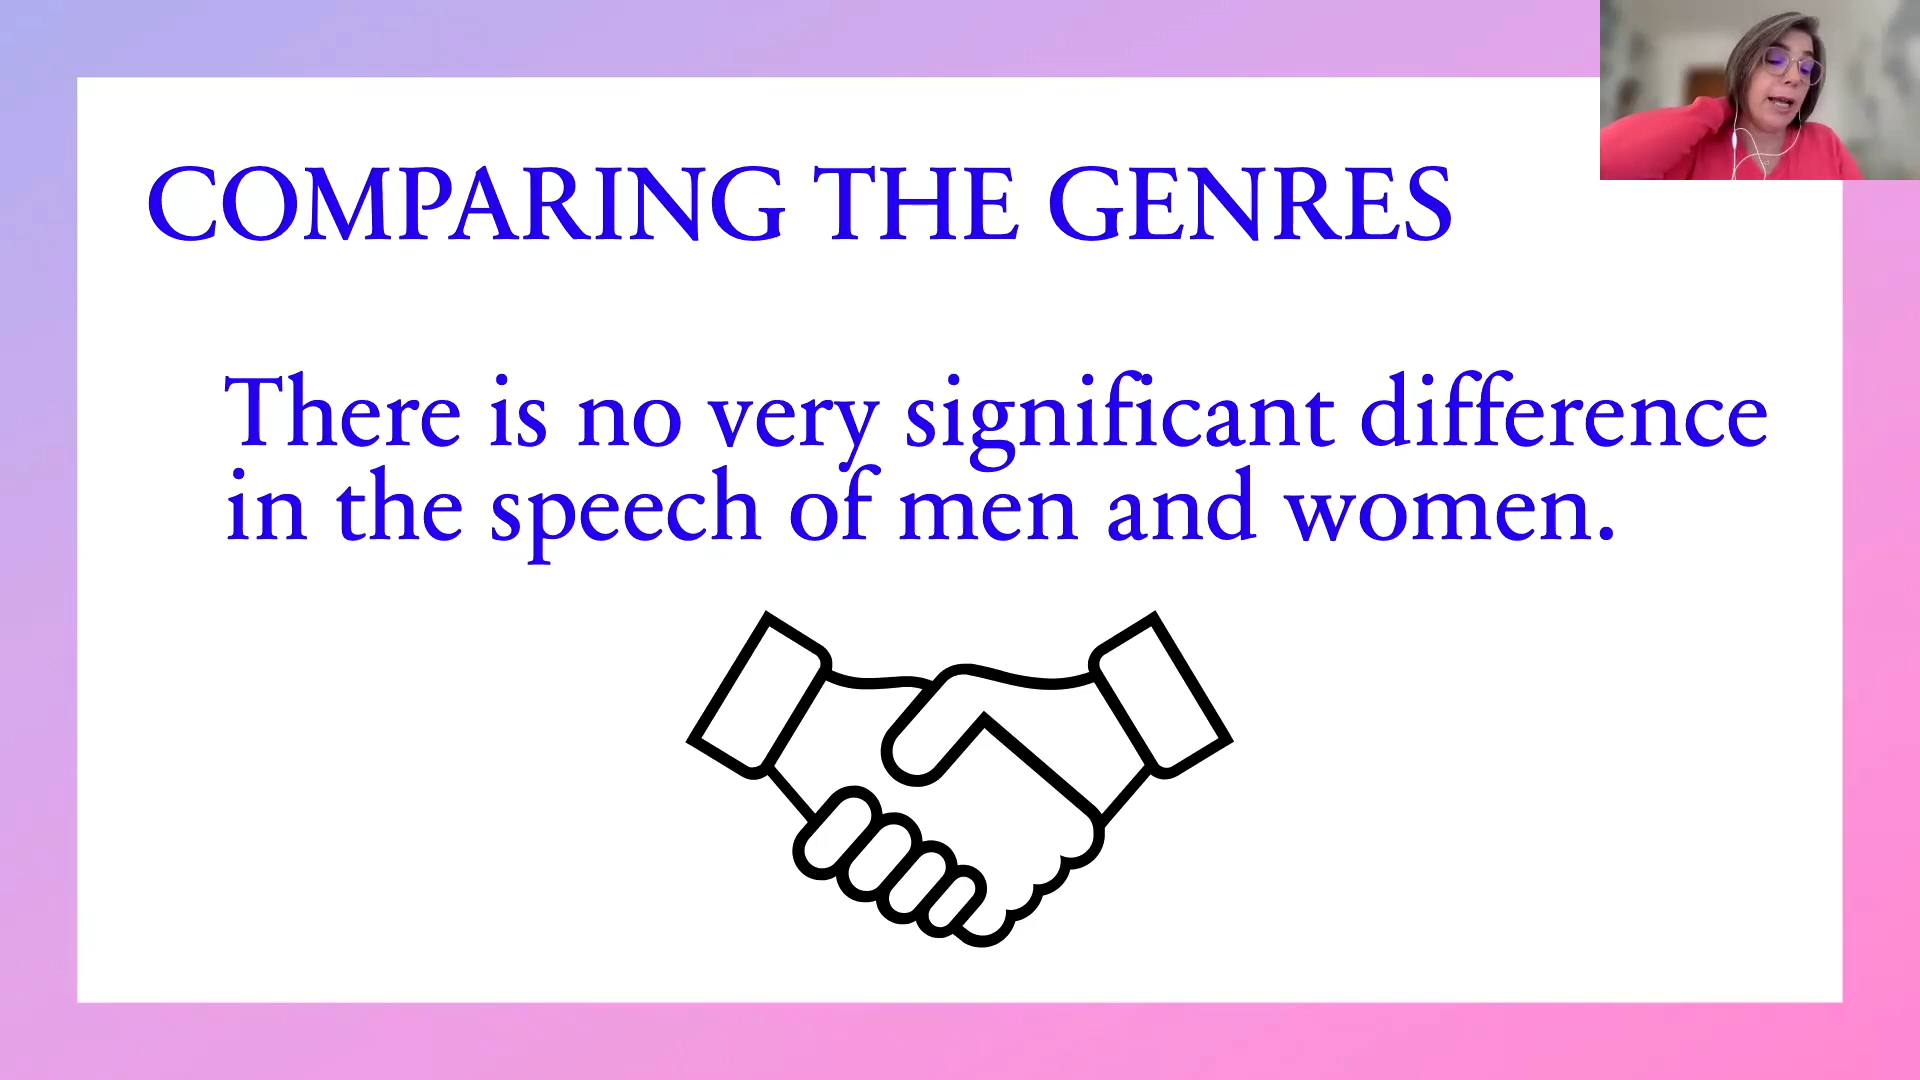 COMPARING THE GENRES
There is no very significant difference
in the speech of men and women.